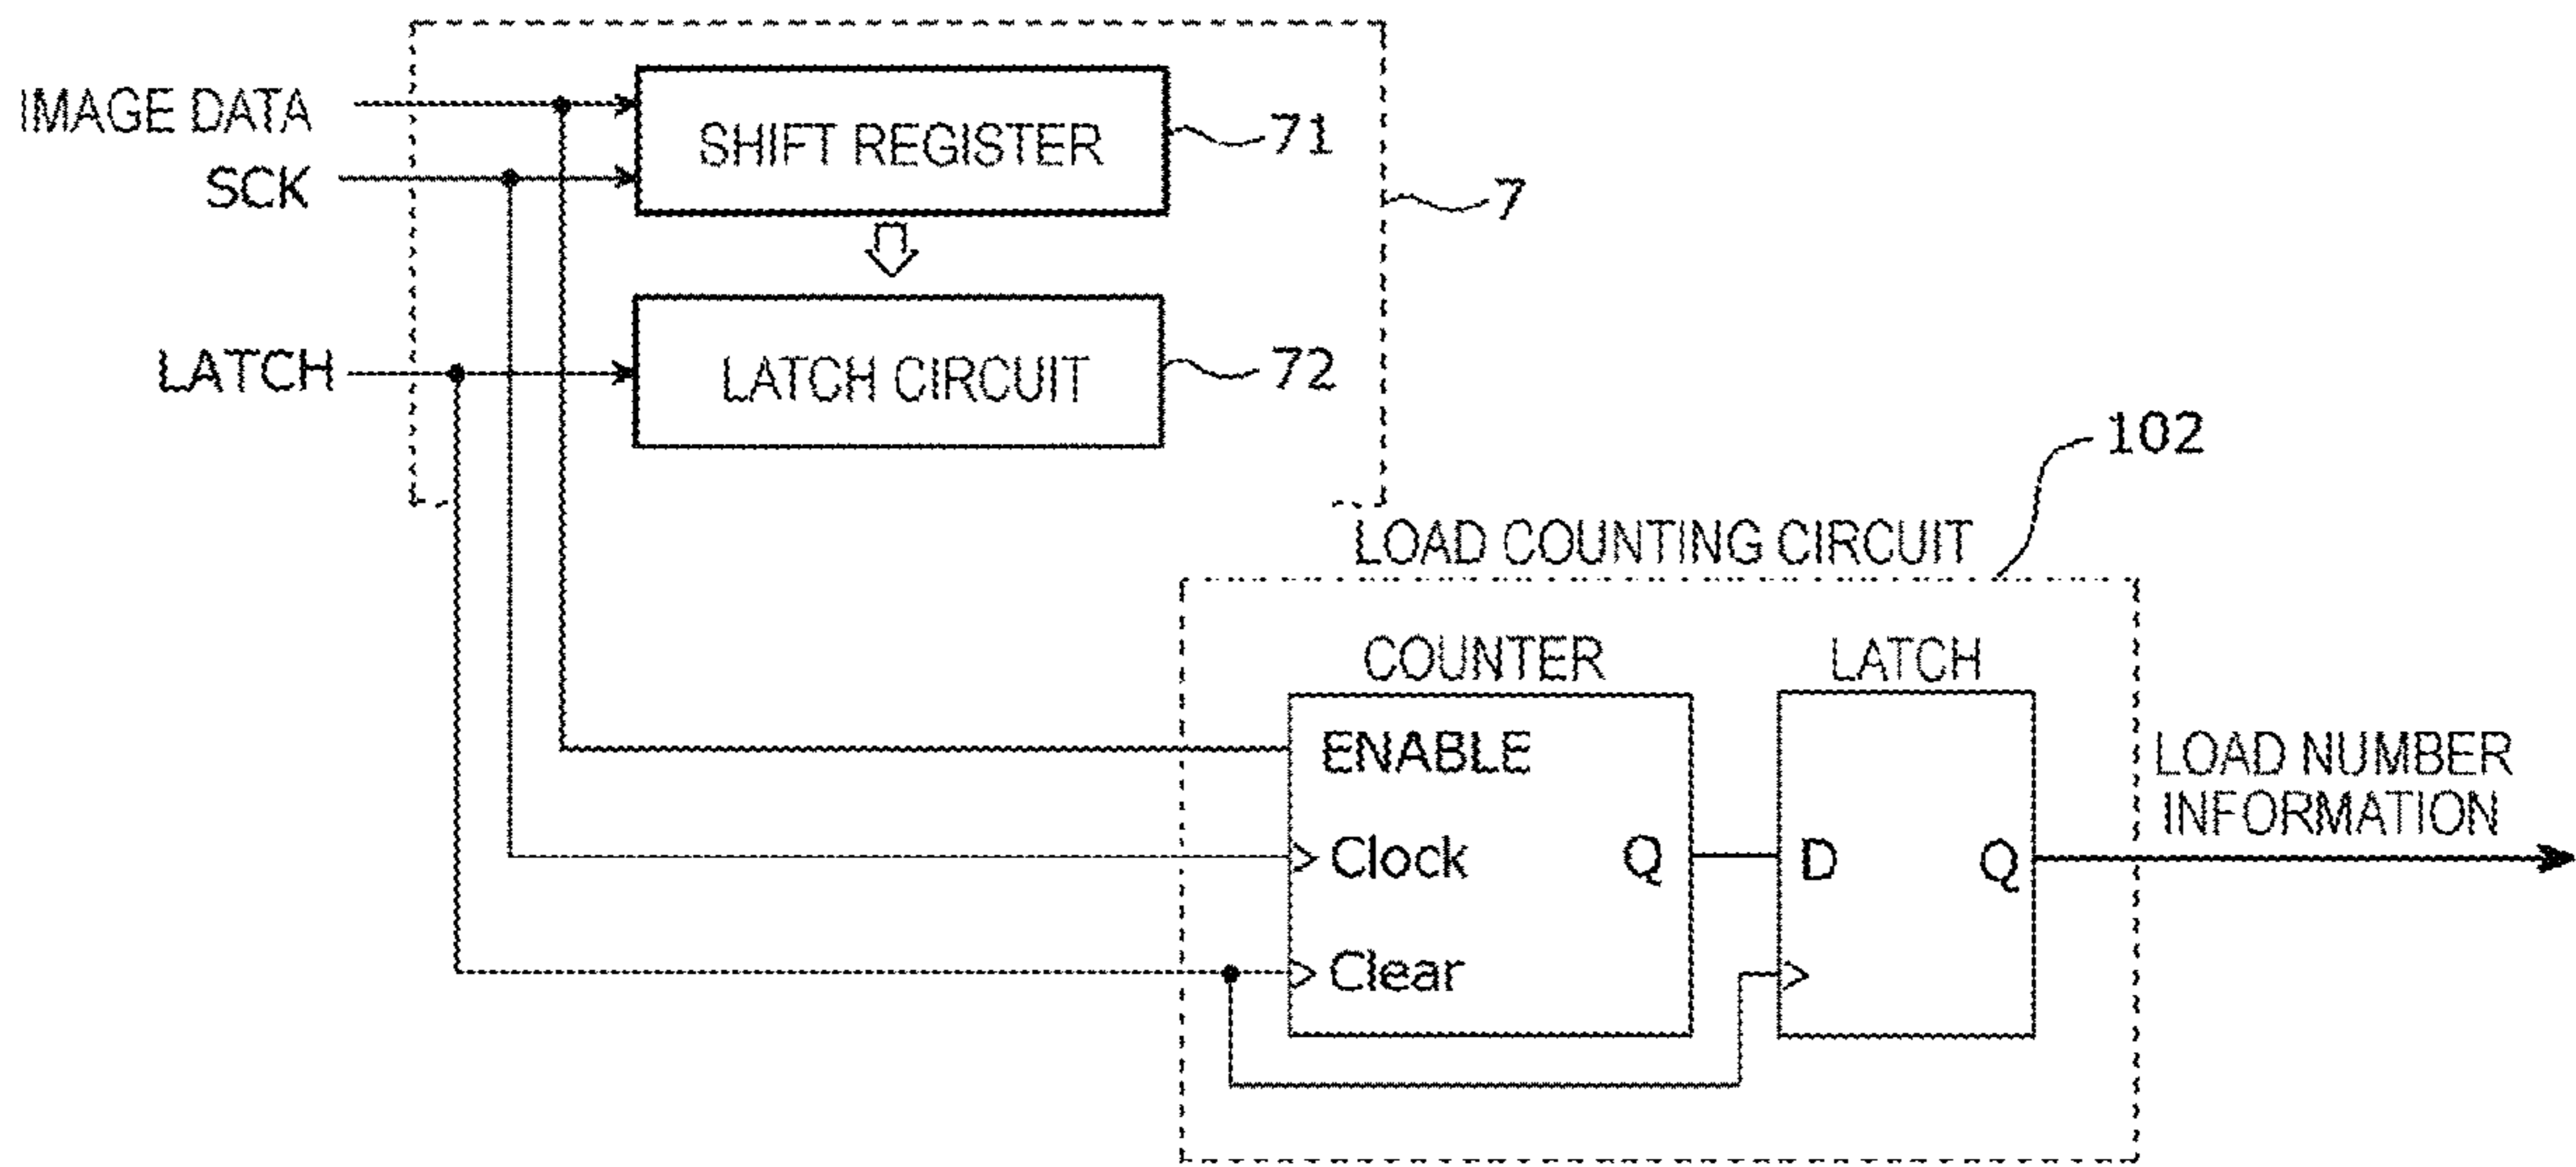 IMAGE DATA
SCK
LATCH
SHIFT REGISTER
71
7
LATCH CIRCUIT
72
102
LOAD COUNTING CIRCUIT
COUNTER
LATCH
ENABLE
Clock
Q
Clear
D
Q
LOAD NUMBER
INFORMATION